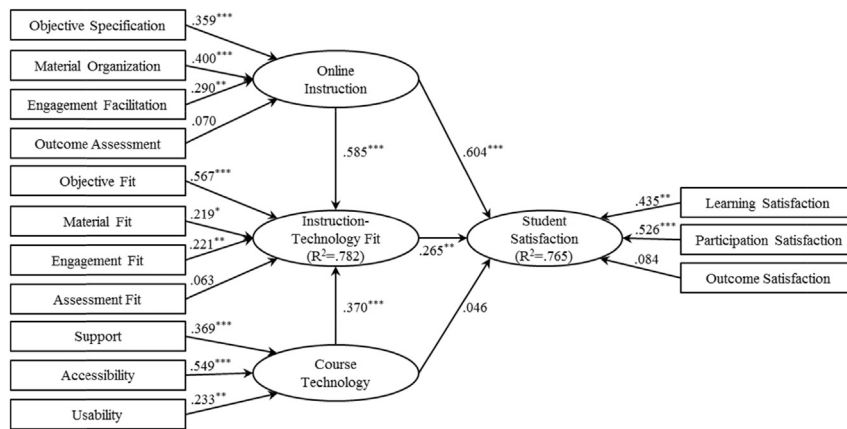 Objective Specification
.359***
Material Organization
.400***
Engagement Facilitation
.290**
Outcome Assessment
.070
Online
Instruction
.585***
.604***
Objective Fit
.567***
Material Fit
.219*
Engagement Fit
.221**
Assessment Fit
.063
Instruction-
Technology Fit
(R²=.782)
.265**
Student
Satisfaction
(R²=.765)
.435**
Learning Satisfaction
.526***
Participation Satisfaction
.084
Outcome Satisfaction
.370***
.046
Support
.369***
Accessibility
.549***
Usability
.233**
Course
Technology